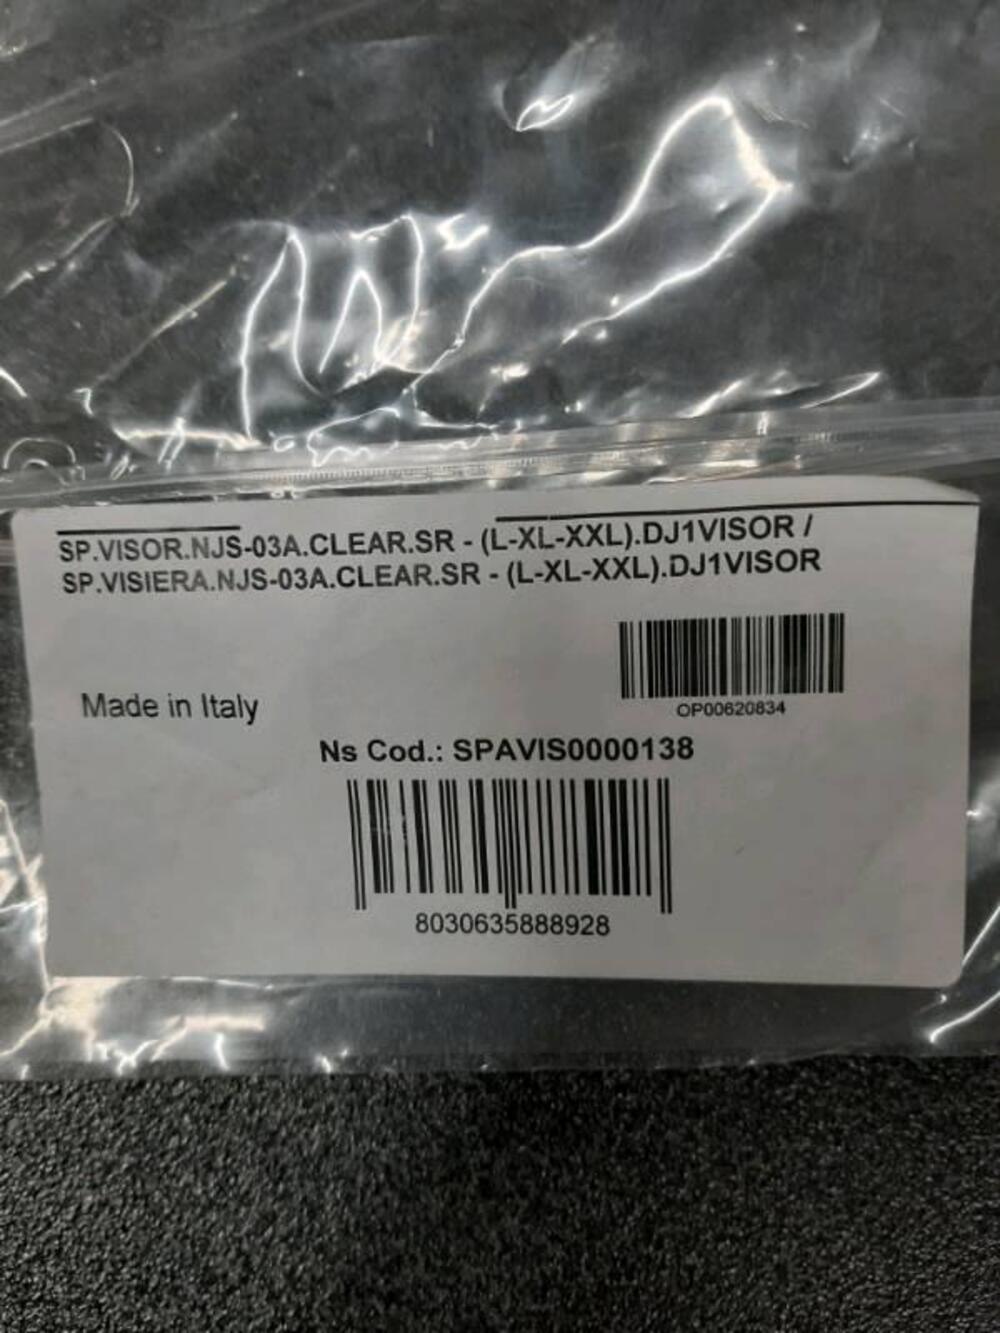 SP.VISOR.NJS-03A.CLEAR.SR - (L-XL-XXL).DJ1VISOR /
SP.VISIERA.NJS-03A.CLEAR.SR - (L-XL-XXL).DJ1VISOR
OP00620834
Made in Italy
Ns Cod.: SPAVIS0000138
8030635888928